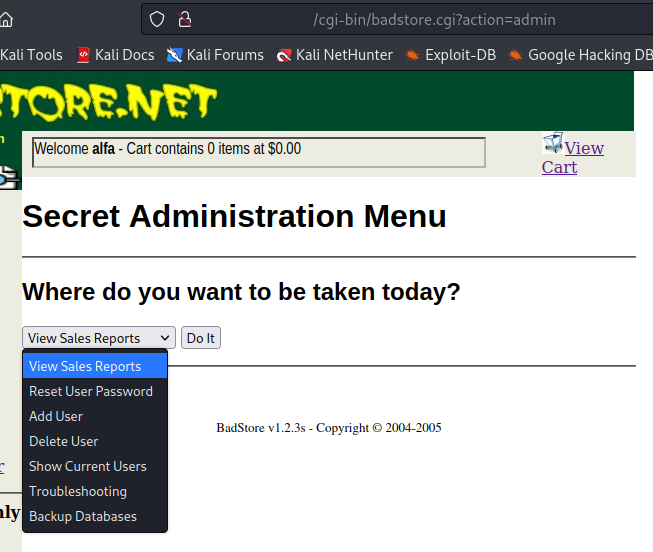 /cgi-bin/badstore.cgi?action=admin
Kali Tools Kali Docs Kali Forums Kali NetHunter Exploit-DB Google Hacking DB
STORE.NET
Welcome alfa - Cart contains 0 items at $0.00
View
Cart
Secret Administration Menu
Where do you want to be taken today?
View Sales Reports Do It
View Sales Reports
Reset User Password
Add User
Delete User
Show Current Users
Troubleshooting
Backup Databases
BadStore v1.2.3s - Copyright © 2004-2005